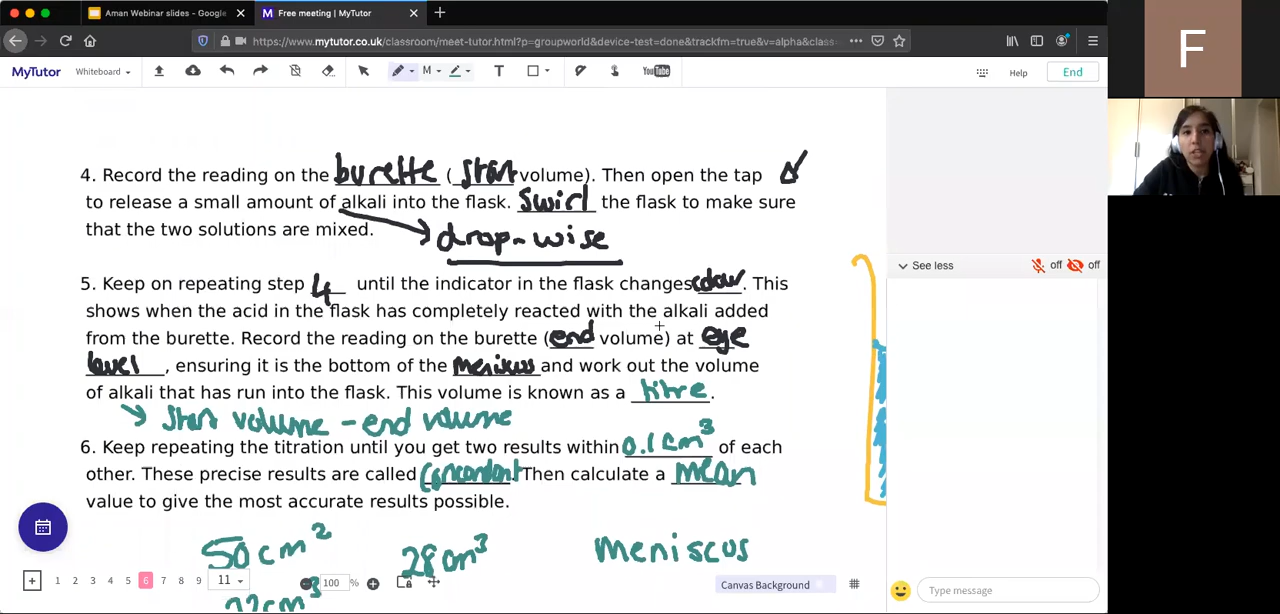 Aman Webinar slides - Google
Free meeting | MyTutor
https://www.mytutor.co.uk/classroom/meet-tutor.html?p=groupworld&device-test=done&trackfm=true&v=alpha&class
MyTutor
Whiteboard
M
T
YouTube
Help
End
F
4. Record the reading on the burette (start volume). Then open the tap
to release a small amount of alkali into the flask. Swirl the flask to make sure
that the two solutions are mixed.
drop-wise
5. Keep on repeating step 4 until the indicator in the flask changes colour. This
shows when the acid in the flask has completely reacted with the alkali added
from the burette. Record the reading on the burette (end volume) at eye
level, ensuring it is the bottom of the meniscus and work out the volume
of alkali that has run into the flask. This volume is known as a titre.
start volume - end volume
6. Keep repeating the titration until you get two results within 0.1cm3 of each
other. These precise results are called concordant. Then calculate a mean
value to give the most accurate results possible.
50cm2
28cm3
meniscus
cm3
See less
off
off
1 2 3 4 5 6 7 8 9 11
100 %
Canvas Background
Type message